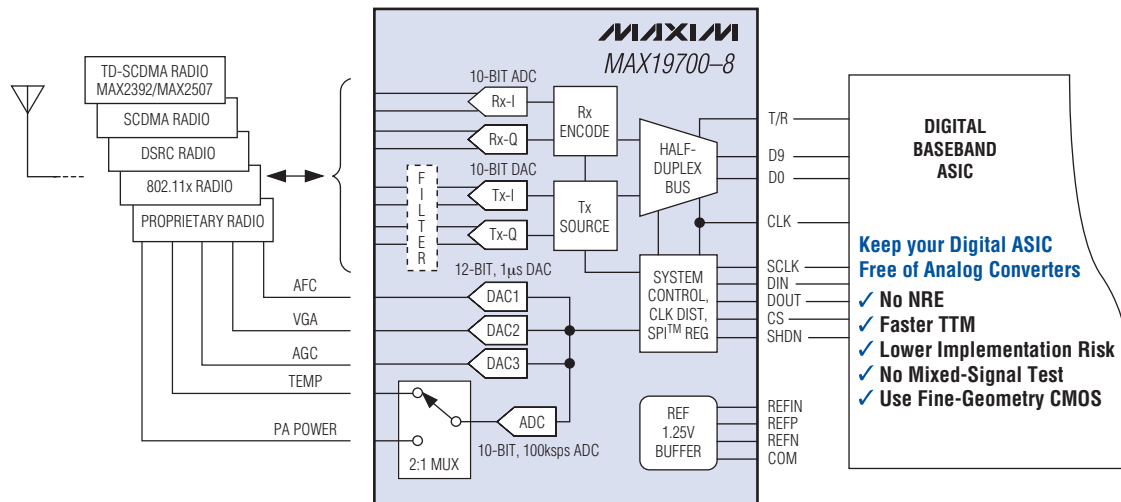 MAXIM
MAX19700–8
TD-SCDMA RADIO
MAX2392/MAX2507
SCDMA RADIO
DSRC RADIO
802.11x RADIO
PROPRIETARY RADIO
AFC
VGA
AGC
TEMP
PA POWER
10-BIT ADC
Rx-I
Rx-Q
10-BIT DAC
Tx-I
Tx-Q
FILTER
12-BIT, 1µs DAC
DAC1
DAC2
DAC3
ADC
10-BIT, 100ksps ADC
2:1 MUX
Rx
ENCODE
Tx
SOURCE
HALF-
DUPLEX
BUS
SYSTEM
CONTROL,
CLK DIST,
SPI™ REG
REF
1.25V
BUFFER
T/R
D9
D0
CLK
SCLK
DIN
DOUT
CS
SHDN
REFIN
REFP
REFN
COM
DIGITAL
BASEBAND
ASIC
Keep your Digital ASIC
Free of Analog Converters
✓ No NRE
✓ Faster TTM
✓ Lower Implementation Risk
✓ No Mixed-Signal Test
✓ Use Fine-Geometry CMOS